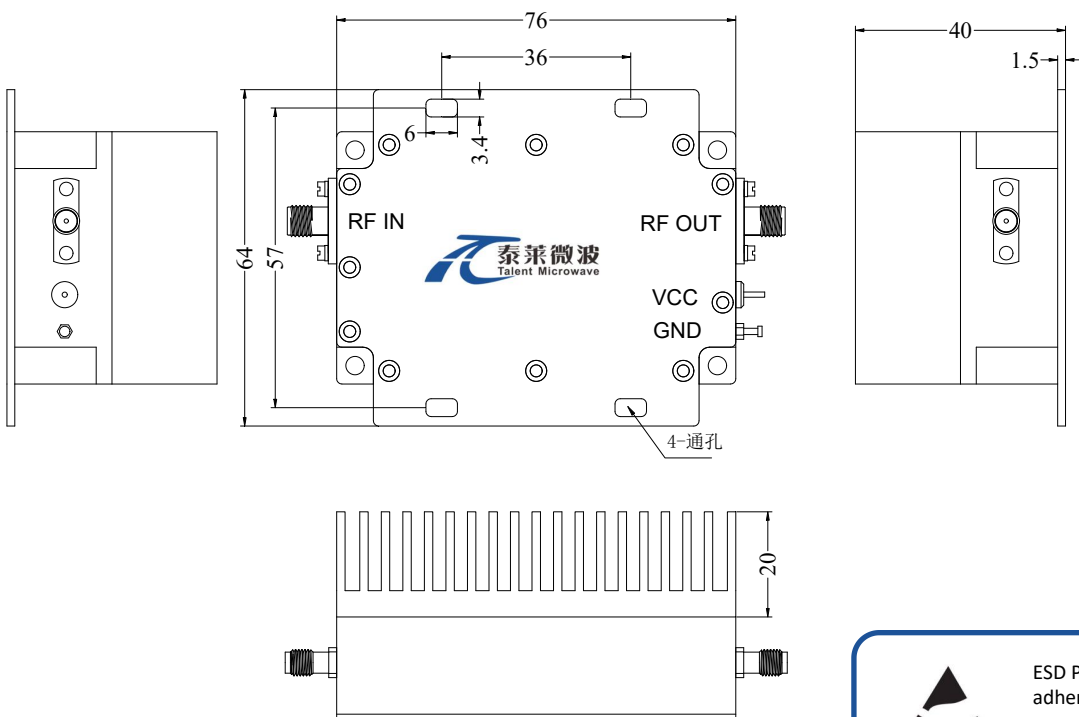 76
36
40
1.5
6
3.4
64
57
RF IN
RF OUT
泰莱微波
Talent Microwave
VCC
GND
4-通孔
20
ESD P
adher